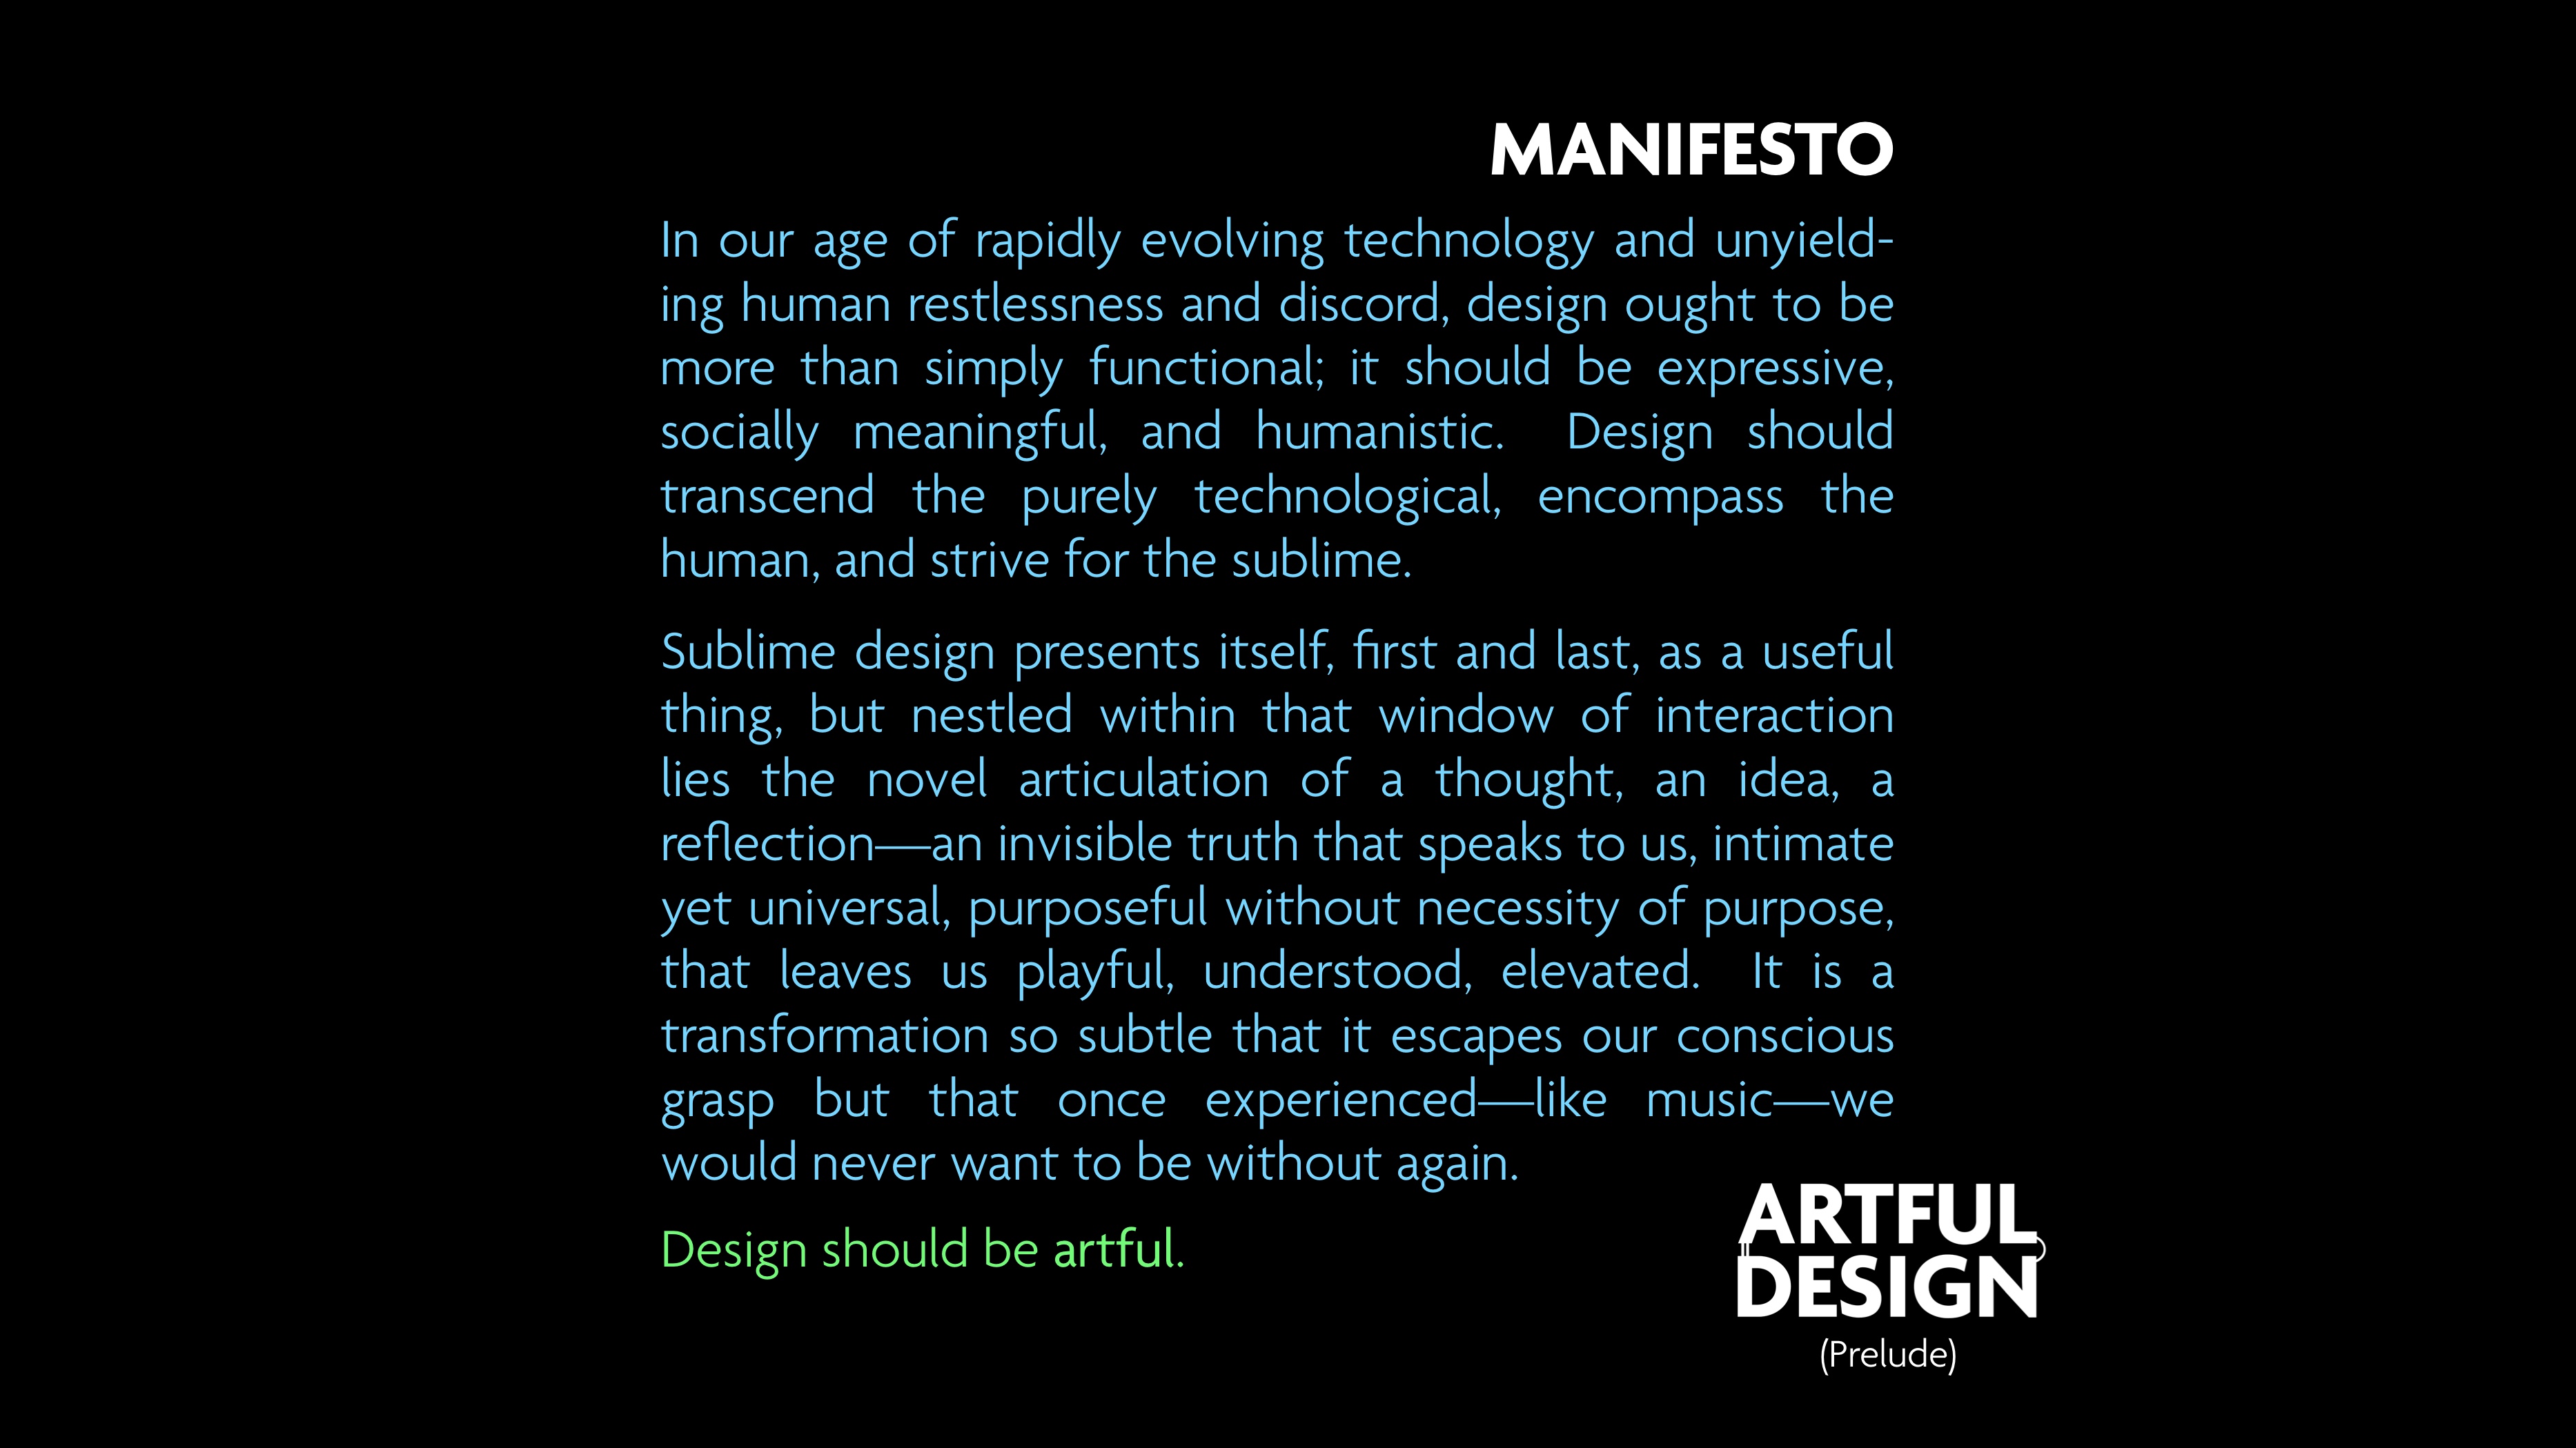 MANIFESTO
In our age of rapidly evolving technology and unyield-
ing human restlessness and discord, design ought to be
more than simply functional; it should be expressive,
socially meaningful, and humanistic. Design should
transcend the purely technological, encompass the
human, and strive for the sublime.
Sublime design presents itself, first and last, as a useful
thing, but nestled within that window of interaction
lies the novel articulation of a thought, an idea, a
reflection—an invisible truth that speaks to us, intimate
yet universal, purposeful without necessity of purpose,
that leaves us playful, understood, elevated. It is a
transformation so subtle that it escapes our conscious
grasp but that once experienced—like music—we
would never want to be without again.
Design should be artful.
ARTFUL
DESIGN
(Prelude)